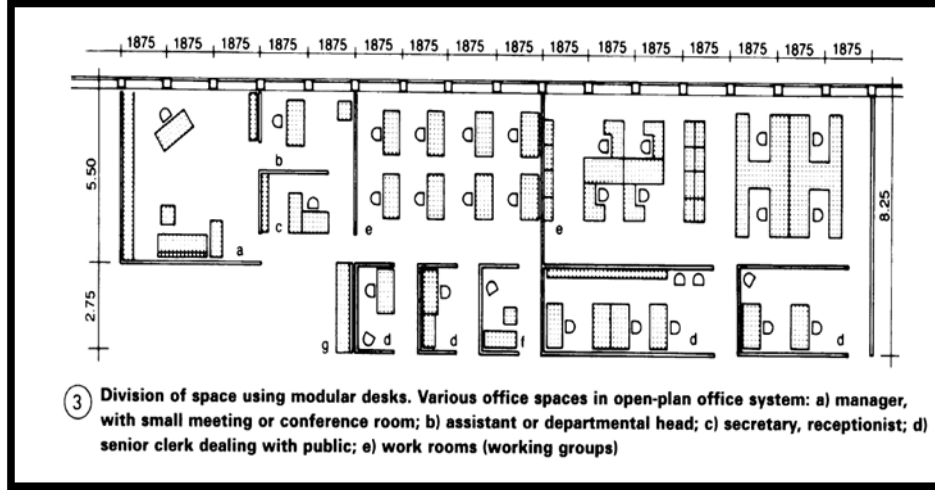 1875 1875 1875 1875 1875 1875 1875 1875 1875 1875 1875 1875 1875 1875 1875 1875
5.50
b
c
e
e
8.25
a
2.75
g
d
d
f
d
d
3 Division of space using modular desks. Various office spaces in open-plan office system: a) manager,
with small meeting or conference room; b) assistant or departmental head; c) secretary, receptionist; d)
senior clerk dealing with public; e) work rooms (working groups)